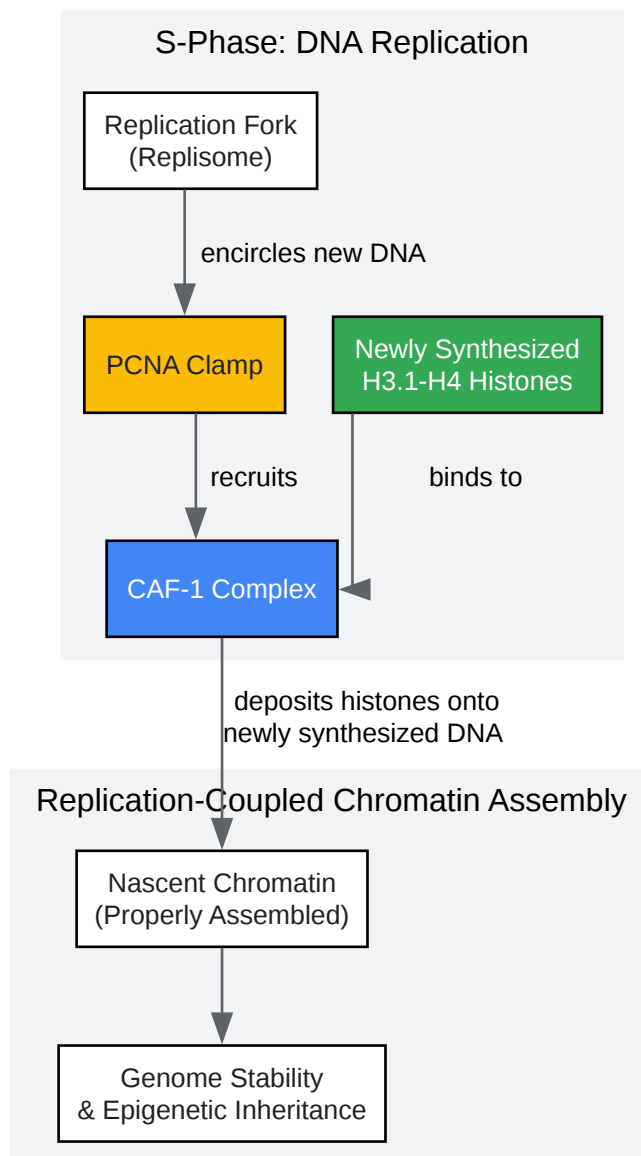 S-Phase: DNA Replication
Replication Fork
(Replisome)
encircles new DNA
PCNA Clamp
Newly Synthesized
H3.1-H4 Histones
recruits
binds to
CAF-1 Complex
deposits histones onto
newly synthesized DNA
Replication-Coupled Chromatin Assembly
Nascent Chromatin
(Properly Assembled)
Genome Stability
& Epigenetic Inheritance